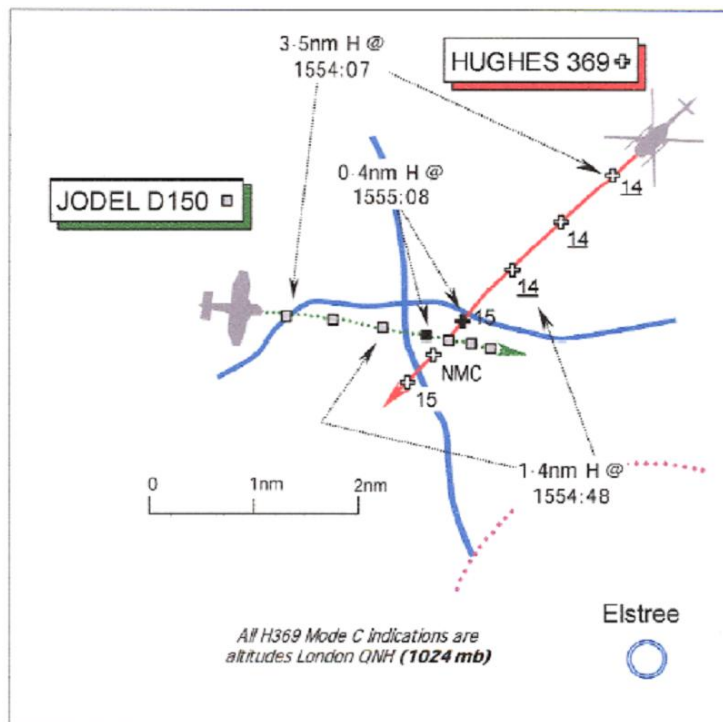 3·5nm H @
1554:07
HUGHES 369
14
0·4nm H @
1555:08
JODEL D150
14
14
15
NMC
15
1·4nm H @
1554:48
0
1nm
2nm
Elstree
All H369 Mode C indications are
altitudes London QNH (1024 mb)